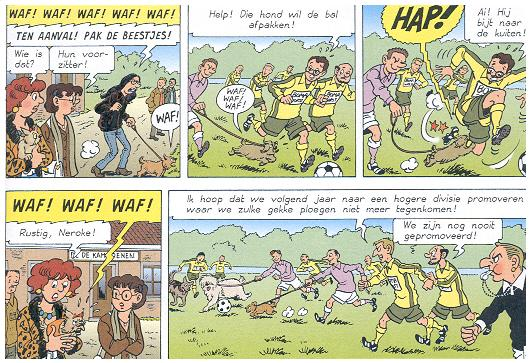 WAF! WAF! WAF! WAF! WAF!
TEN AANVAL! PAK DE BEESTJES!
Wie is
dat?
Hun voor-
zitter!
WAF!
Help! Die hond wil de bal
afpakken!
WAF!
WAF!
WAF!
HAP!
Ai! Hij
bijt naar
de kuiten!
WAF! WAF! WAF!
Rustig, Neroke!
DE KAM
ENEN
Ik hoop dat we volgend jaar naar een hogere divisie promoveren
waar we zulke gekke ploegen niet meer tegenkomen!
We zijn nog nooit
gepromoveerd!